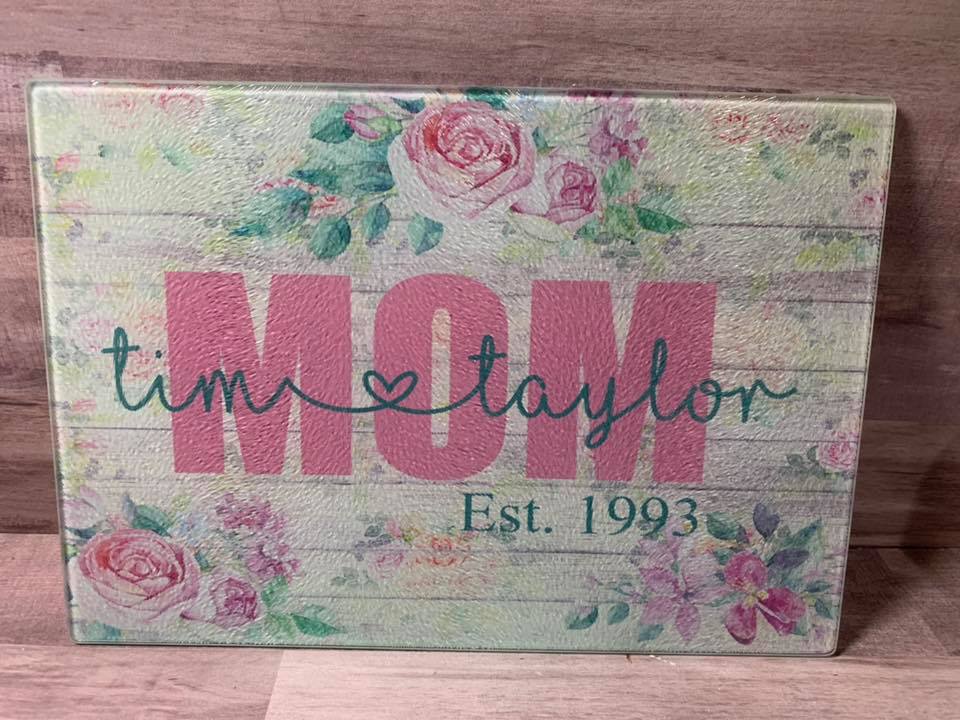 MOM
tim taylor
Est. 1993